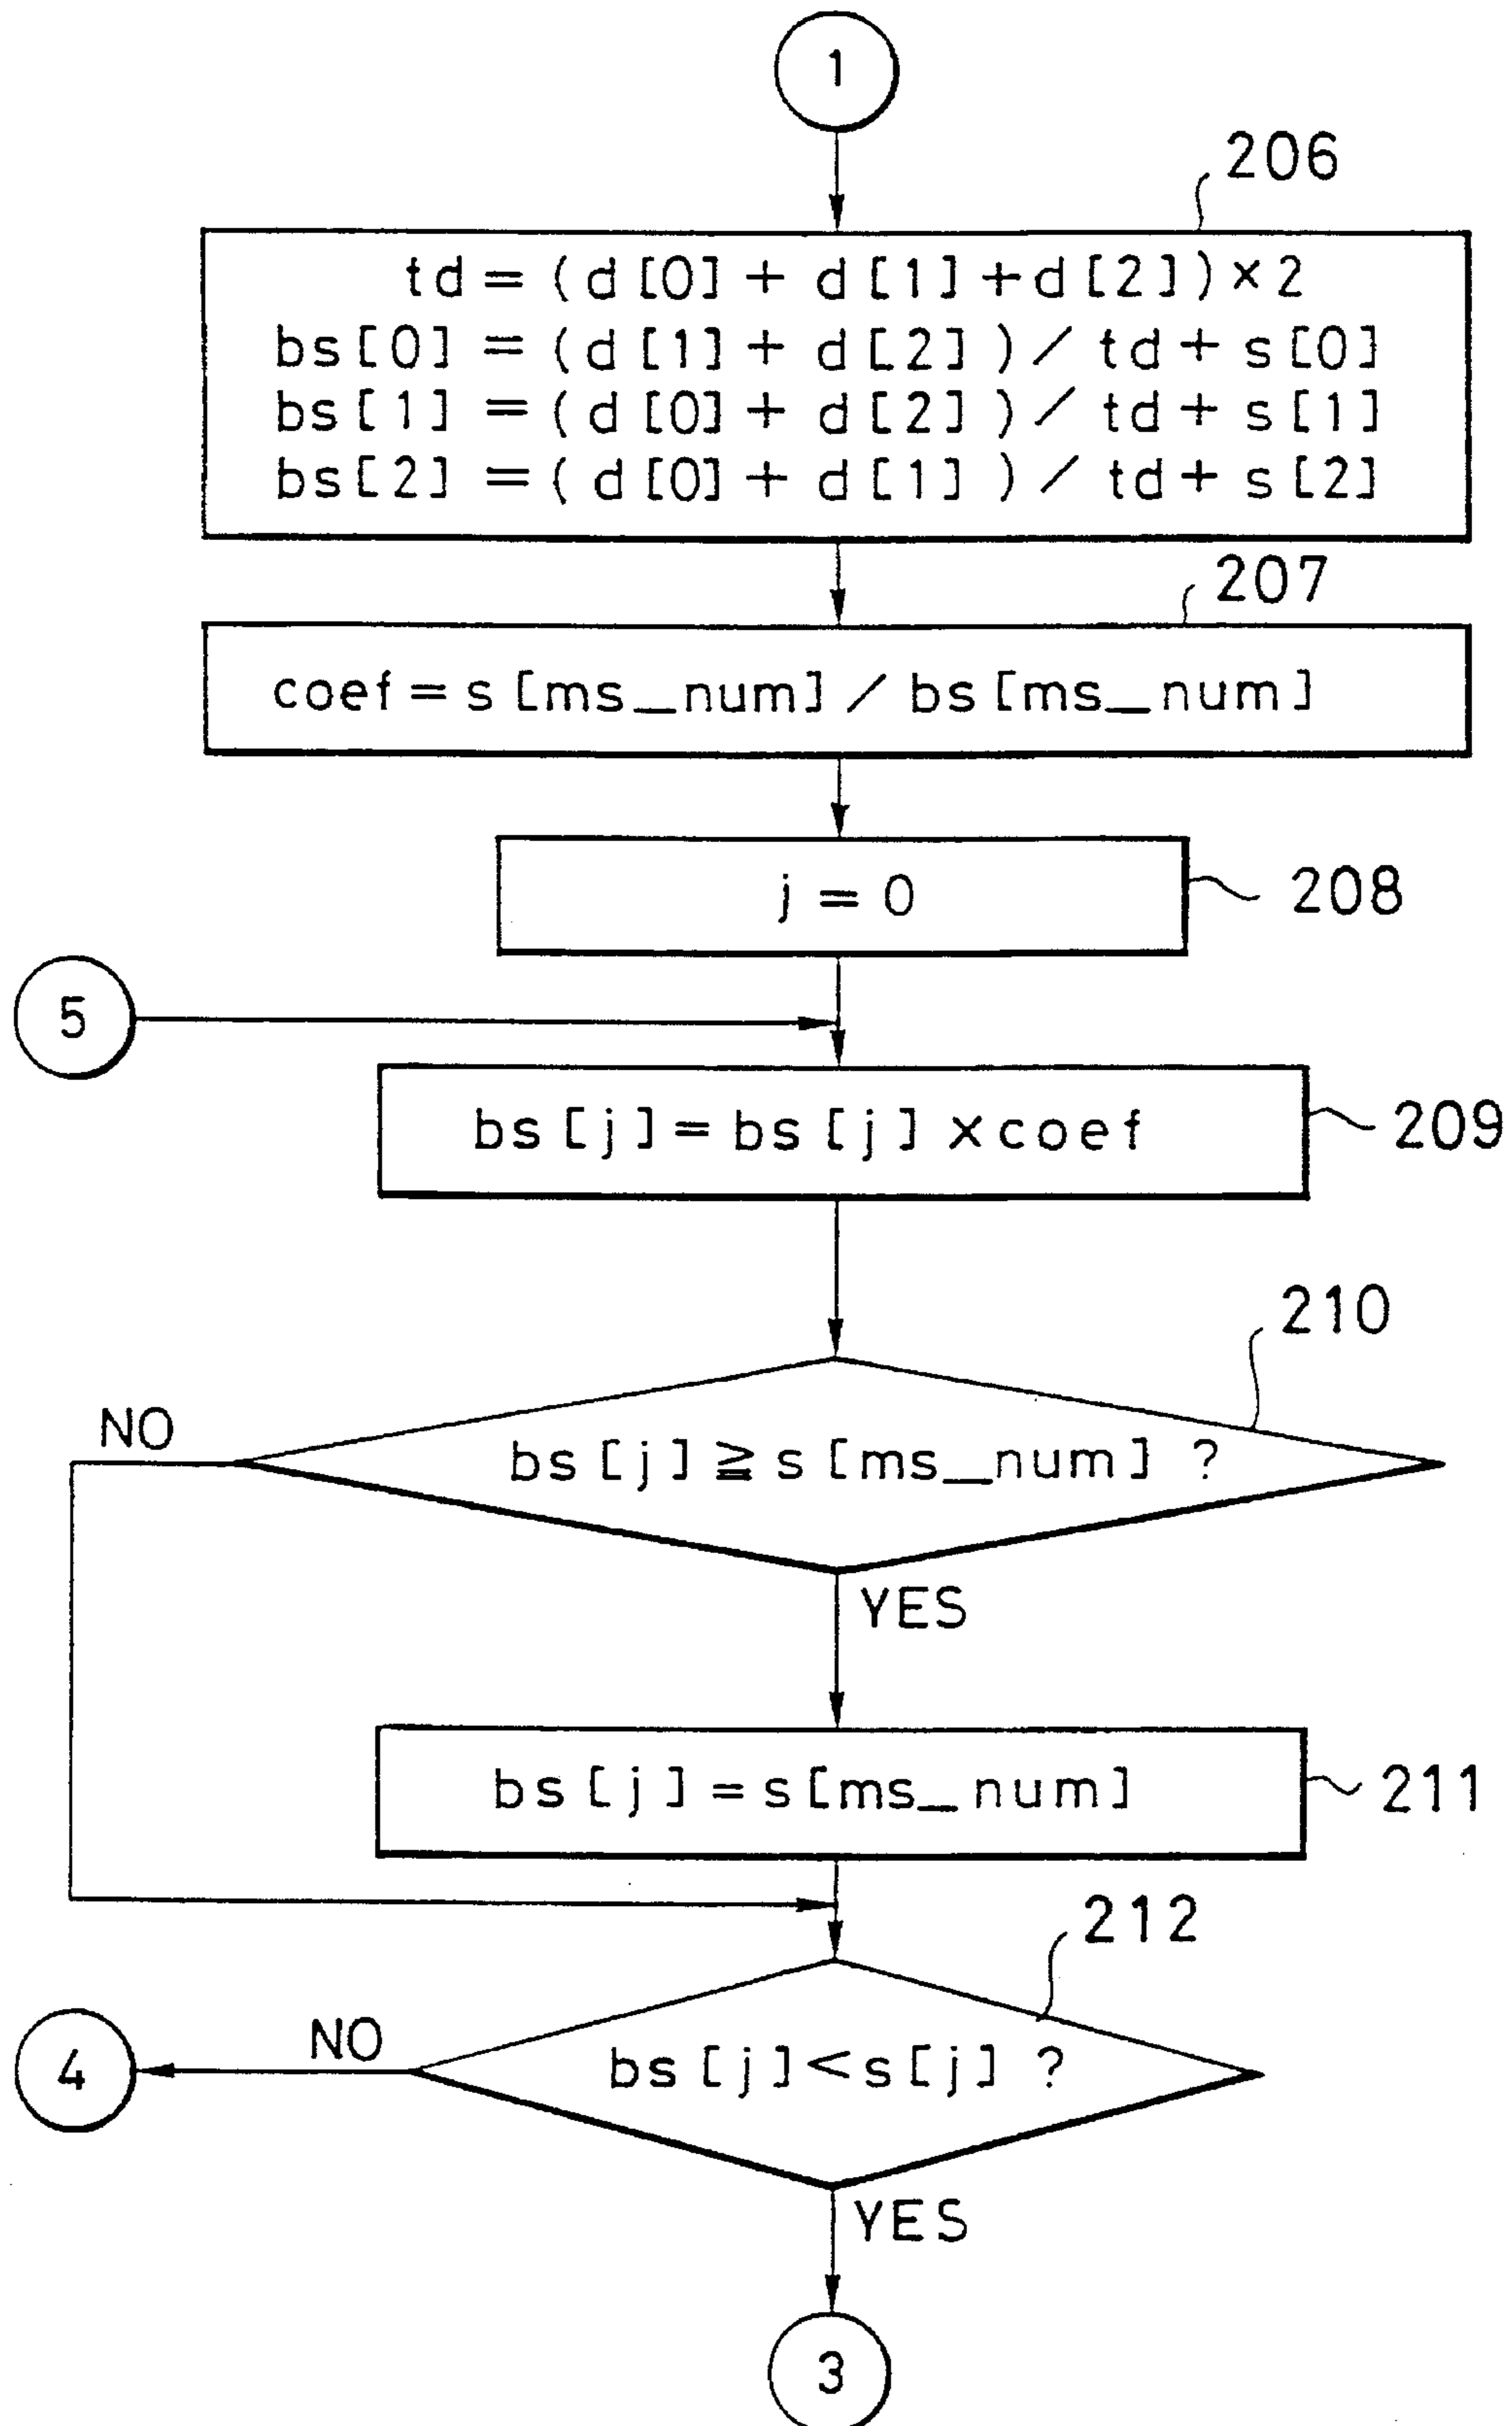 1
206
td = (d[0] + d[1] + d[2]) × 2
bs[0] = (d[1] + d[2]) / td + s[0]
bs[1] = (d[0] + d[2]) / td + s[1]
bs[2] = (d[0] + d[1]) / td + s[2]
207
coef = s[ms_num] / bs[ms_num]
j = 0
208
5
bs[j] = bs[j] × coef
209
210
NO
bs[j] ≧ s[ms_num] ?
YES
bs[j] = s[ms_num]
211
212
NO
4
bs[j] < s[j] ?
YES
3